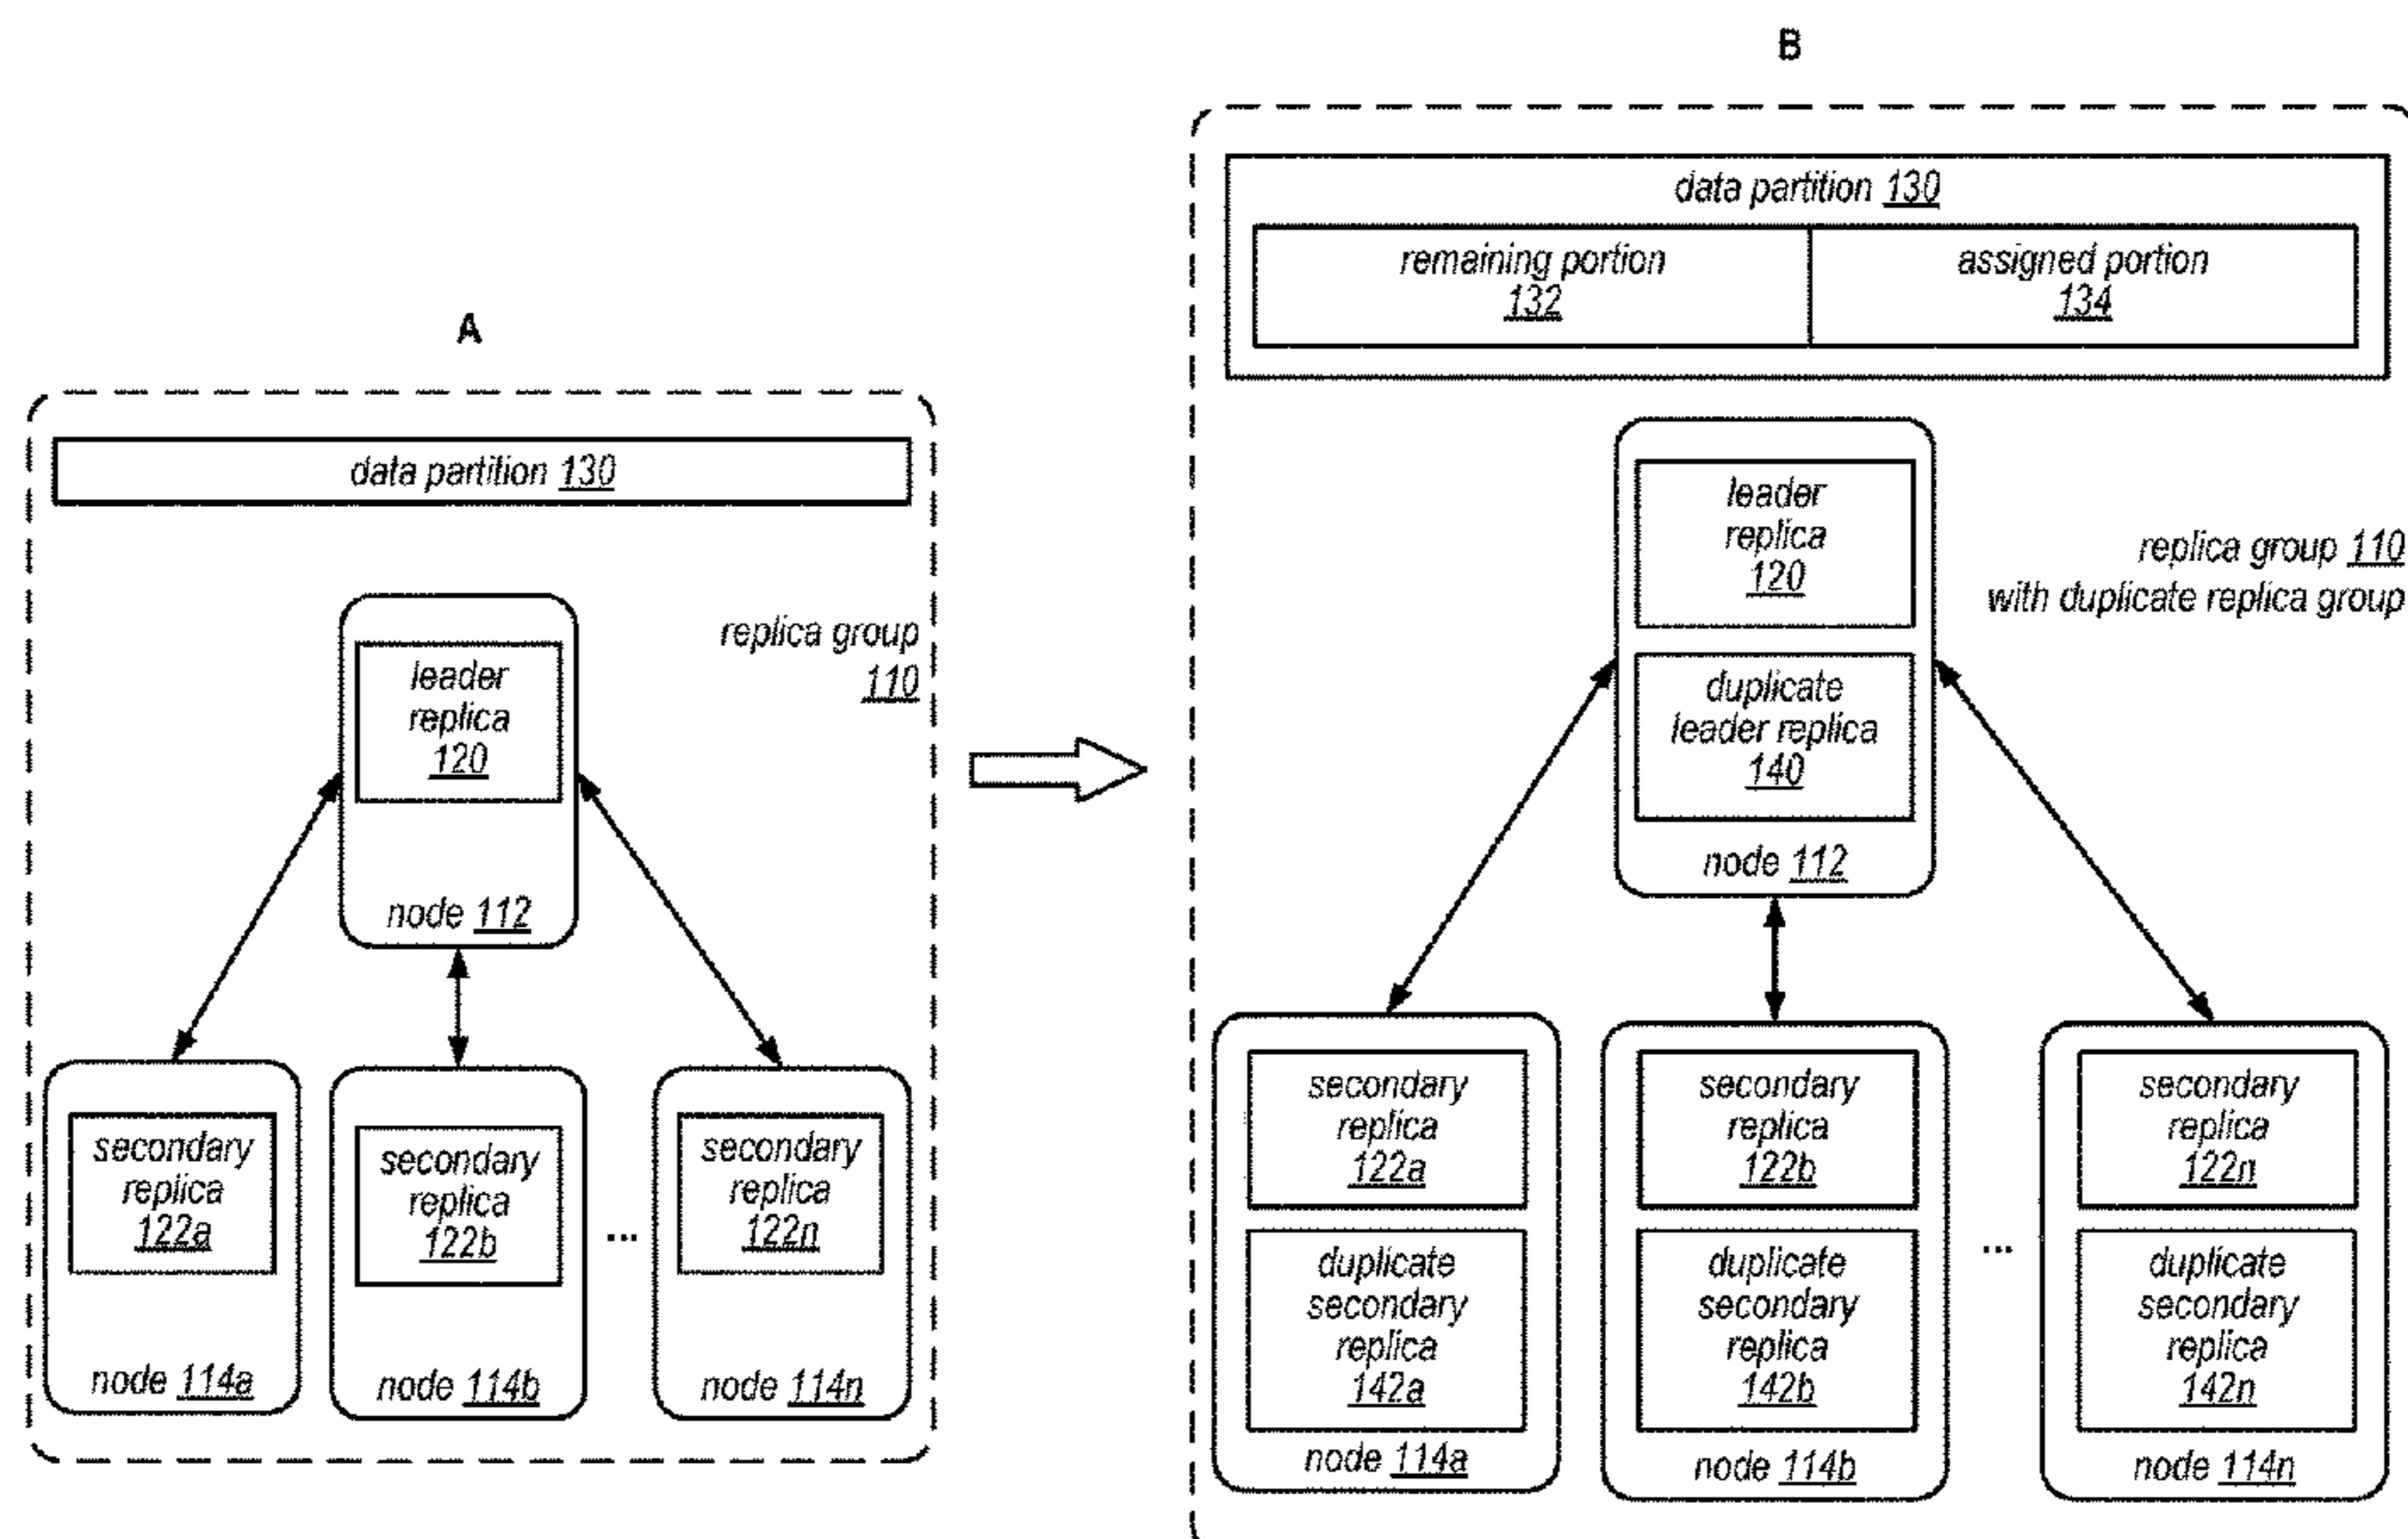 A
data partition 130
leader
replica
120
replica group
110
node 112
secondary
replica
122a
node 114a
secondary
replica
122b
node 114b
...
secondary
replica
122n
node 114n
B
data partition 130
remaining portion
132
assigned portion
134
leader
replica
120
duplicate
leader replica
140
node 112
replica group 110
with duplicate replica group
secondary
replica
122a
duplicate
secondary
replica
142a
node 114a
secondary
replica
122b
duplicate
secondary
replica
142b
node 114b
...
secondary
replica
122n
duplicate
secondary
replica
142n
node 114n